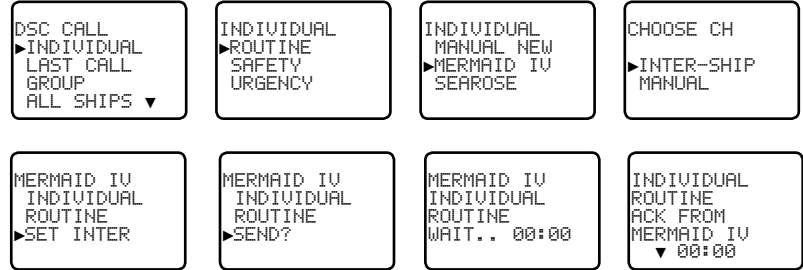 DSC CALL
►INDIVIDUAL
LAST CALL
GROUP
ALL SHIPS ▼
INDIVIDUAL
►ROUTINE
SAFETY
URGENCY
INDIVIDUAL
MANUAL NEW
►MERMAID IV
SEAROSE
CHOOSE CH
►INTER-SHIP
MANUAL
MERMAID IV
INDIVIDUAL
ROUTINE
►SET INTER
MERMAID IV
INDIVIDUAL
ROUTINE
►SEND?
MERMAID IV
INDIVIDUAL
ROUTINE
WAIT.. 00:00
INDIVIDUAL
ROUTINE
ACK FROM
MERMAID IV
▼ 00:00